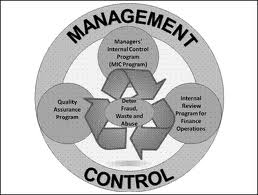 MANAGEMENT
Managers'
Internal Control
Program
(MIC Program)
Quality
Assurance
Program
Deter
Fraud,
Waste and
Abuse
Internal
Review
Program for
Finance
Operations
CONTROL